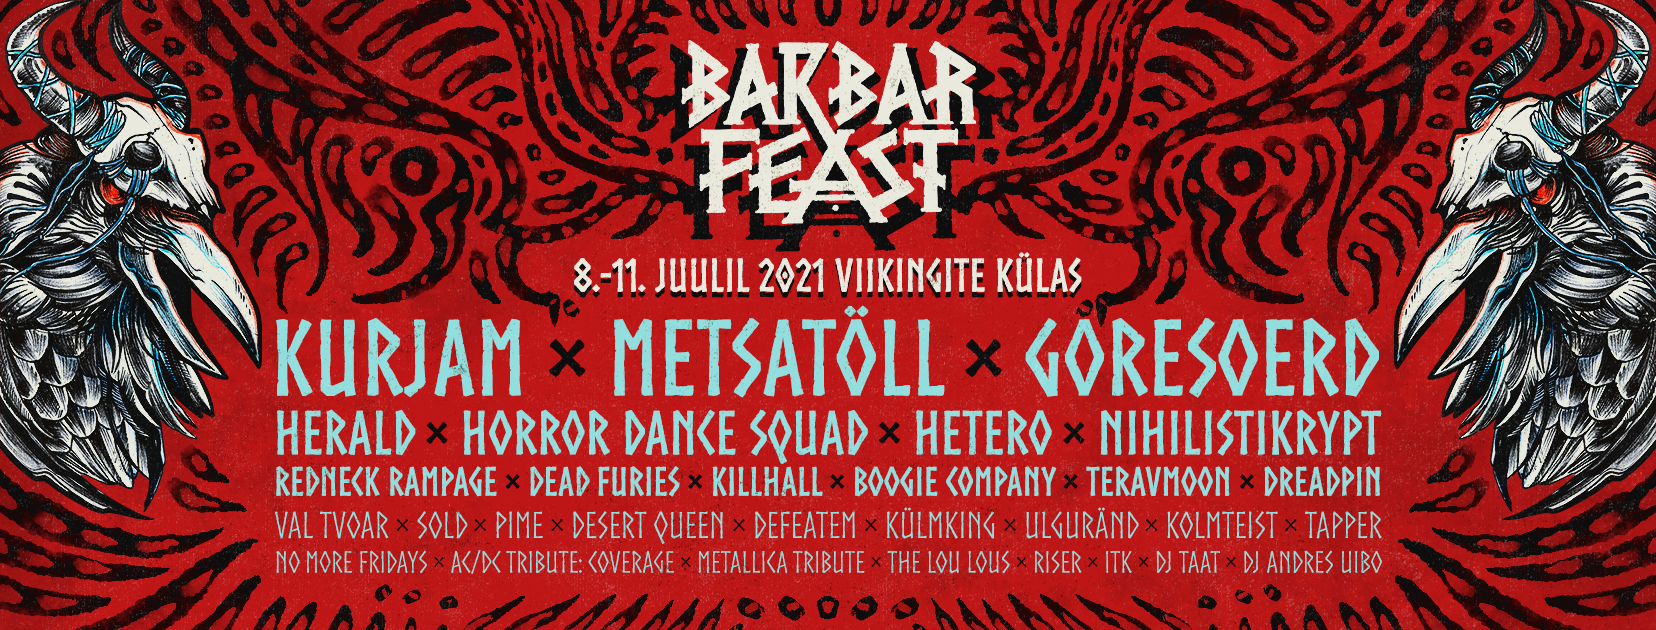 BARBAR
FEAST
8.-11. JUULIL 2021 VIIKINGITE KÜLAS
KURJAM × METSATÖLL × GORESOERD
HERALD × HORROR DANCE SQUAD × HETERO × NIHILISTIKRYPT
REDNECK RAMPAGE × DEAD FURIES × KILLHALL × BOOGIE COMPANY × TERAVMOON × DREADPIN
VAL TVOAR × SOLD × PIME × DESERT QUEEN × DEFEATEM × KÜLMKING × ULGURÄND × KOLMTEIST × TAPPER
NO MORE FRIDAYS × AC/DC TRIBUTE: COVERAGE × METALLICA TRIBUTE × THE LOU LOUS × RISER × ITK × DJ TAAT × DJ ANDRES UIBO